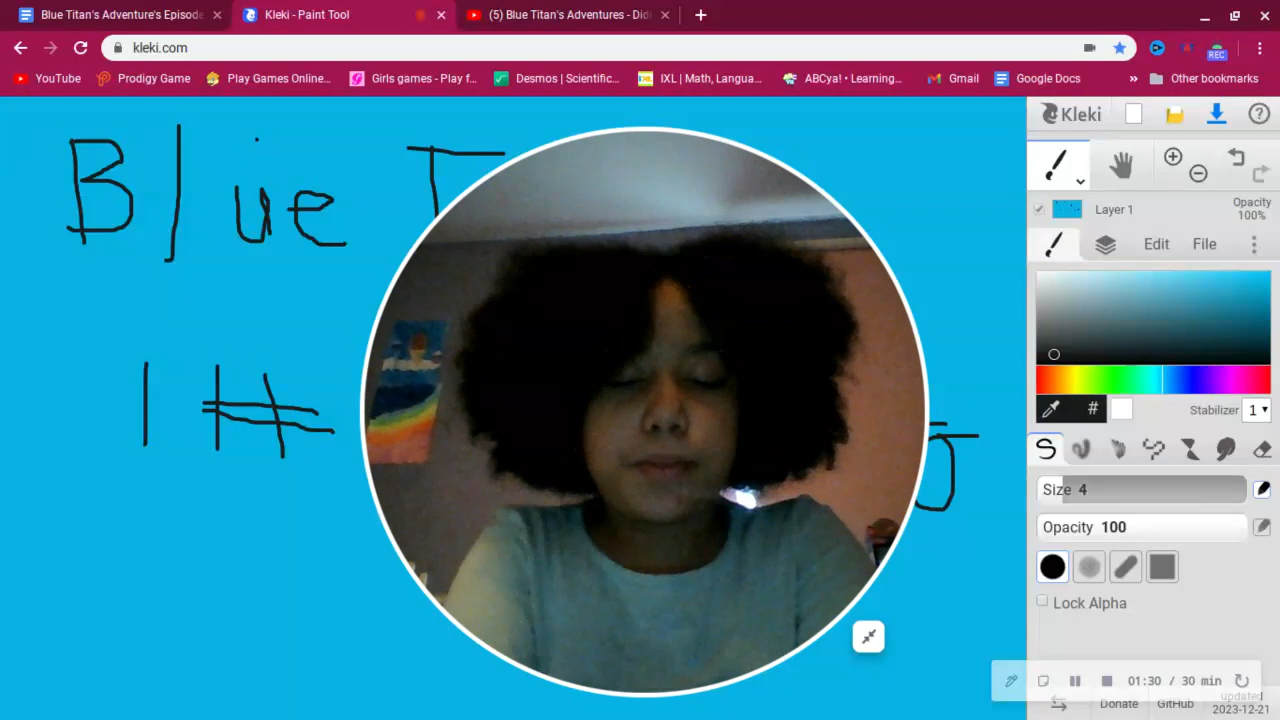 Blue Titan's Adventure's Episode
Kleki - Paint Tool
(5) Blue Titan's Adventures - Did
kleki.com
REC
YouTube
Prodigy Game
Play Games Online...
Girls games - Play f...
Desmos | Scientific...
IXL | Math, Langua...
ABCya! • Learning...
Gmail
Google Docs
»
Other bookmarks
Kleki
Layer 1
Opacity
100%
Edit
File
#
Stabilizer
1
Size 4
Opacity 100
Lock Alpha
01:30 / 30 min
updated
Donate
GitHub
2023-12-21
Blue T